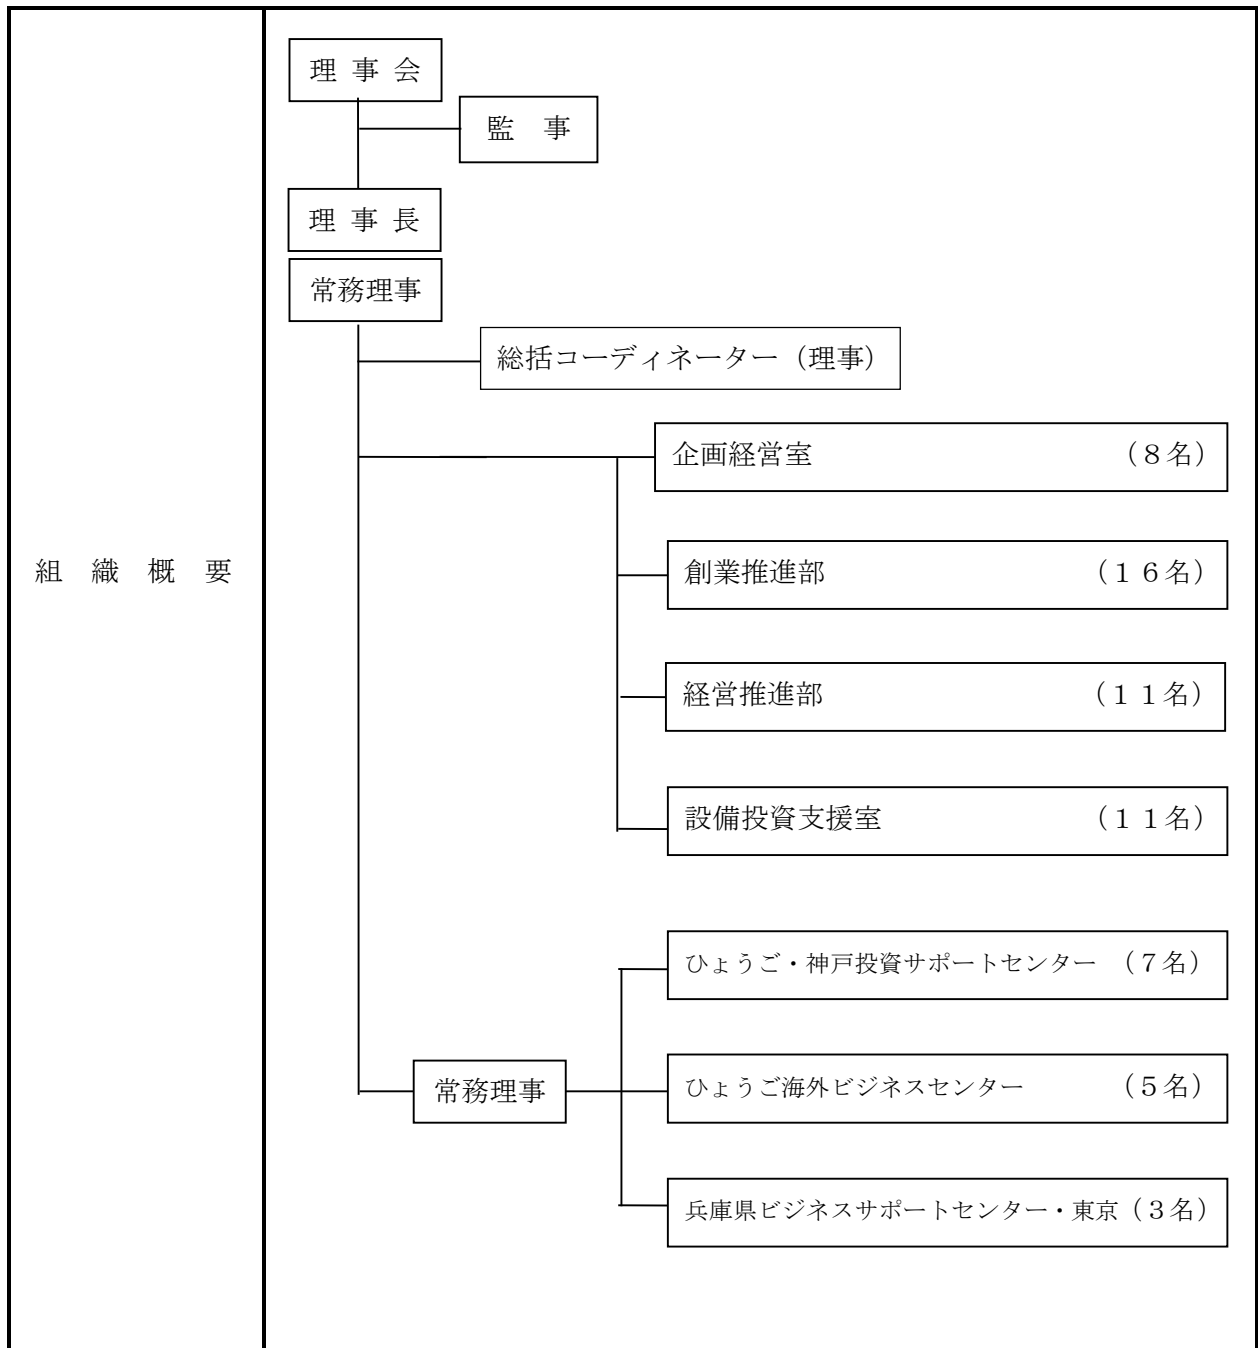 組 織 概 要
理 事 会
監 事
理 事 長
常務理事
総括コーディネーター（理事）
企画経営室 （８名）
創業推進部 （１６名）
経営推進部 （１１名）
設備投資支援室 （１１名）
ひょうご・神戸投資サポートセンター （７名）
常務理事
ひょうご海外ビジネスセンター （５名）
兵庫県ビジネスサポートセンター・東京（３名）